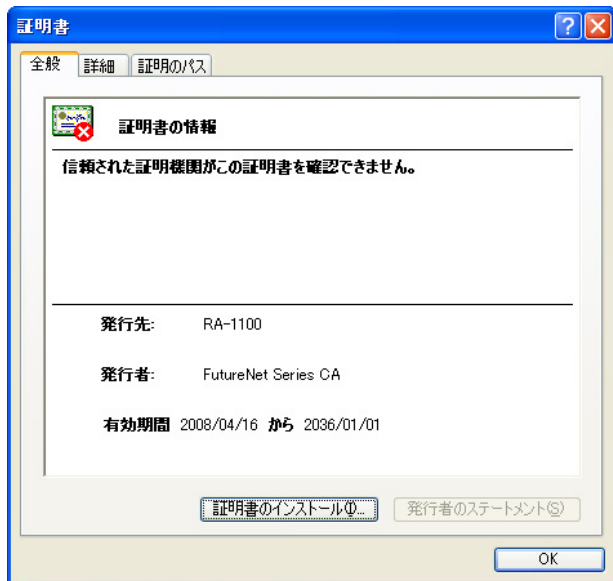 証明書
全般 詳細 証明のパス
証明書の情報
信頼された証明機関がこの証明書を確認できません。
発行先: RA-1100
発行者: FutureNet Series CA
有効期間 2008/04/16 から 2036/01/01
証明書のインストール(I)... 発行者のステートメント(S)
OK